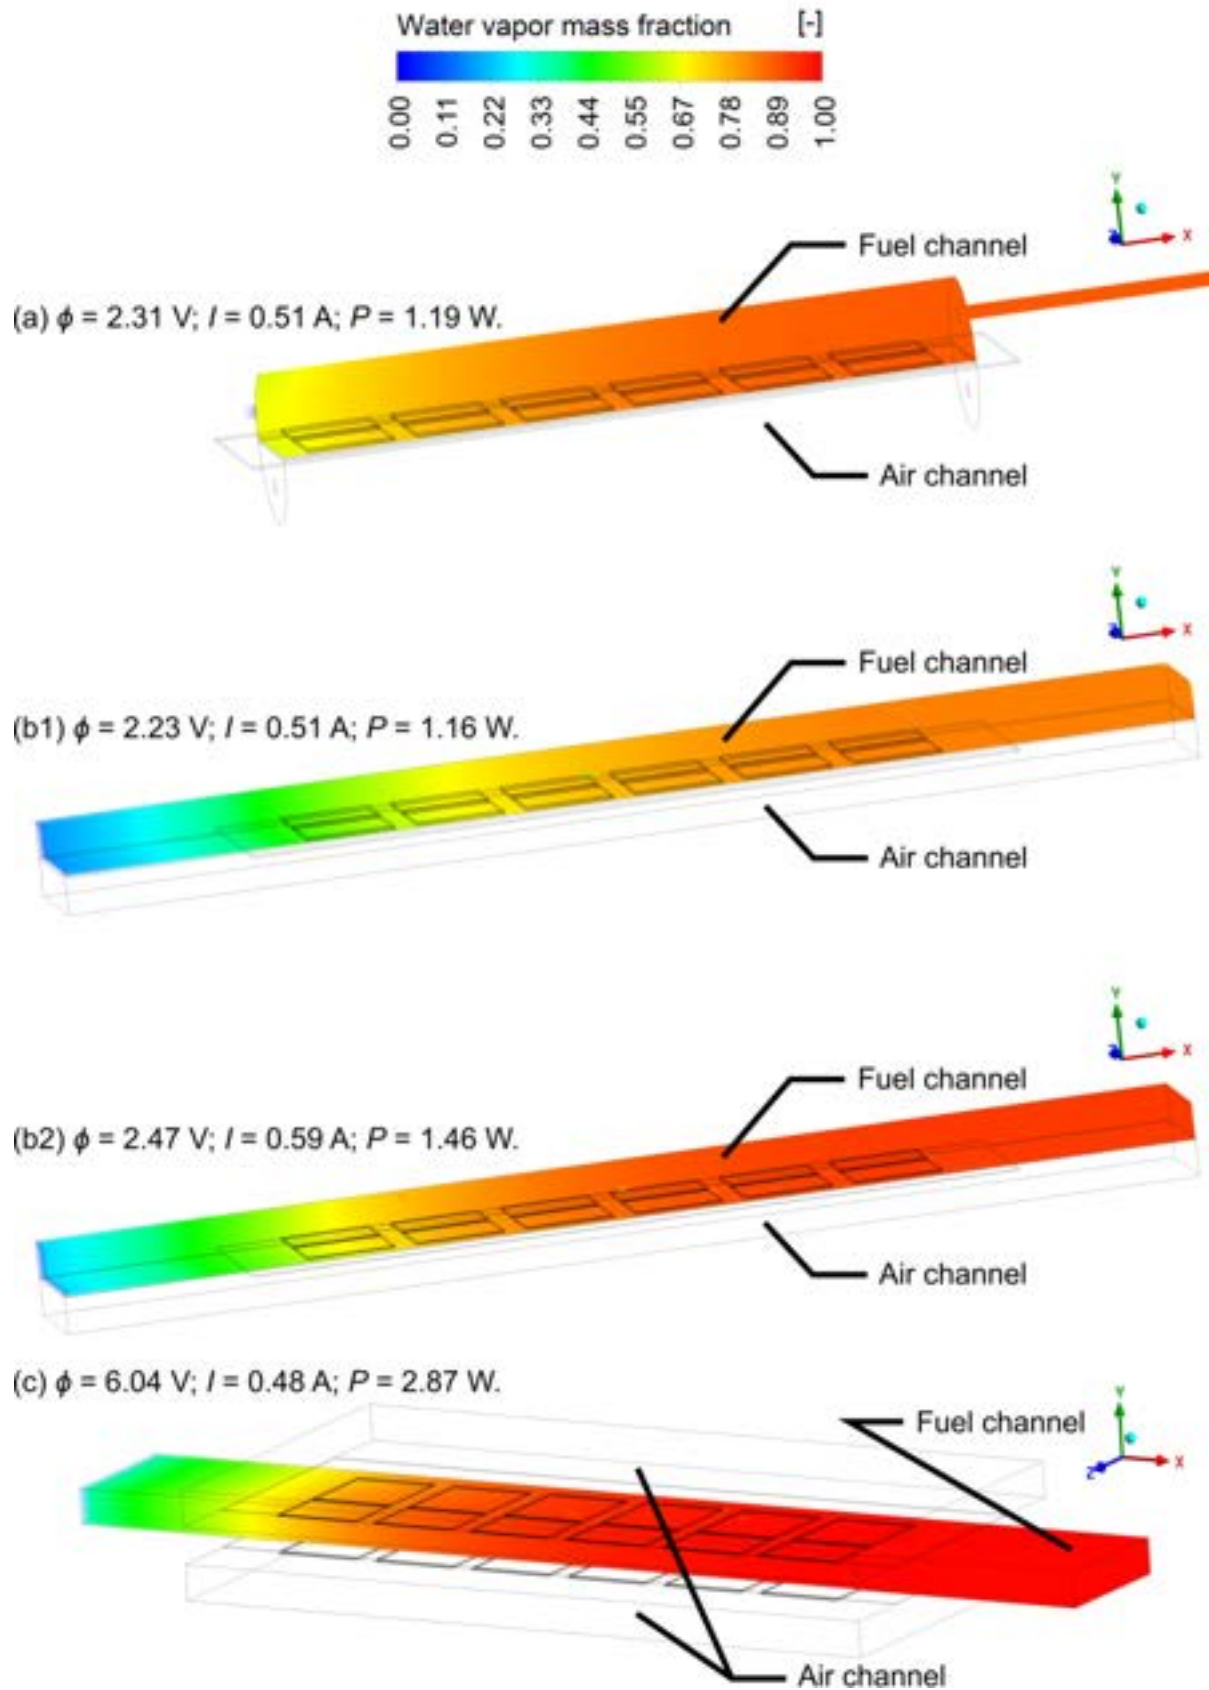 Water vapor mass fraction [-]
0.00 0.11 0.22 0.33 0.44 0.55 0.67 0.78 0.89 1.00
Y
Z X
Fuel channel
(a) ϕ = 2.31 V; I = 0.51 A; P = 1.19 W.
Air channel
Y
Z X
Fuel channel
(b1) ϕ = 2.23 V; I = 0.51 A; P = 1.16 W.
Air channel
Y
Z X
Fuel channel
(b2) ϕ = 2.47 V; I = 0.59 A; P = 1.46 W.
Air channel
(c) ϕ = 6.04 V; I = 0.48 A; P = 2.87 W.
Y
Fuel channel
Z X
Air channel